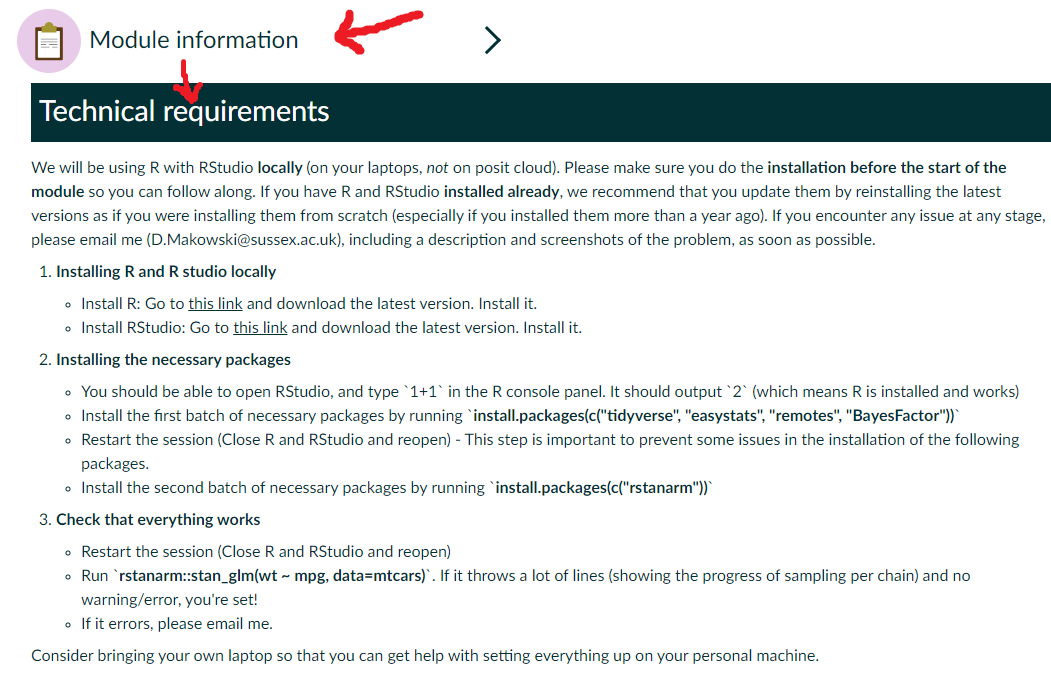 Module information
Technical requirements
We will be using R with RStudio locally (on your laptops, not on posit cloud). Please make sure you do the installation before the start of the
module so you can follow along. If you have R and RStudio installed already, we recommend that you update them by reinstalling the latest
versions as if you were installing them from scratch (especially if you installed them more than a year ago). If you encounter any issue at any stage,
please email me (D.Makowski@sussex.ac.uk), including a description and screenshots of the problem, as soon as possible.
1. Installing R and R studio locally
Install R: Go to this link and download the latest version. Install it.
Install RStudio: Go to this link and download the latest version. Install it.
2. Installing the necessary packages
You should be able to open RStudio, and type `1+1` in the R console panel. It should output `2` (which means R is installed and works)
Install the first batch of necessary packages by running `install.packages(c("tidyverse", "easystats", "remotes", "BayesFactor"))`
Restart the session (Close R and RStudio and reopen) - This step is important to prevent some issues in the installation of the following
packages.
Install the second batch of necessary packages by running `install.packages(c("rstanarm"))`
3. Check that everything works
Restart the session (Close R and RStudio and reopen)
Run `rstanarm::stan_glm(wt ~ mpg, data=mtcars)`. If it throws a lot of lines (showing the progress of sampling per chain) and no
warning/error, you're set!
If it errors, please email me.
Consider bringing your own laptop so that you can get help with setting everything up on your personal machine.